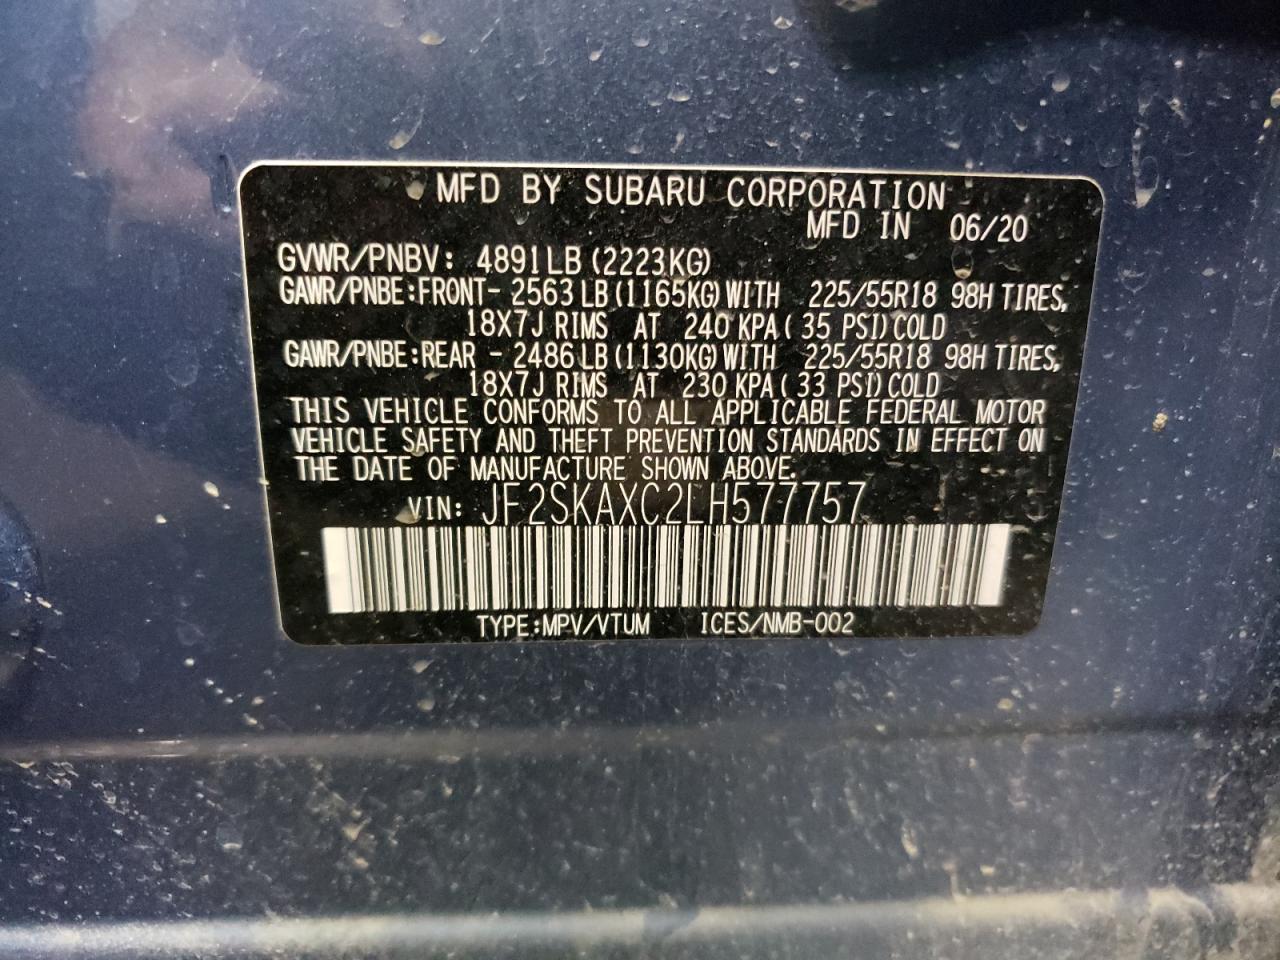 MFD BY SUBARU CORPORATION
MFD IN 06/20
GVWR/PNBV: 4891LB (2223KG)
GAWR/PNBE:FRONT- 2563 LB(1165KG)WITH 225/55R18 98H TIRES,
18X7J RIMS AT 240 KPA( 35 PSI)COLD
GAWR/PNBE:REAR - 2486 LB(1130KG)WITH 225/55R18 98H TIRES,
18X7J RIMS AT 230 KPA( 33 PSI)COLD
THIS VEHICLE CONFORMS TO ALL APPLICABLE FEDERAL MOTOR
VEHICLE SAFETY AND THEFT PREVENTION STANDARDS IN EFFECT ON
THE DATE OF MANUFACTURE SHOWN ABOVE.
VIN: JF2SKAXC2LH577757
TYPE:MPV/VTUM ICES/NMB-002